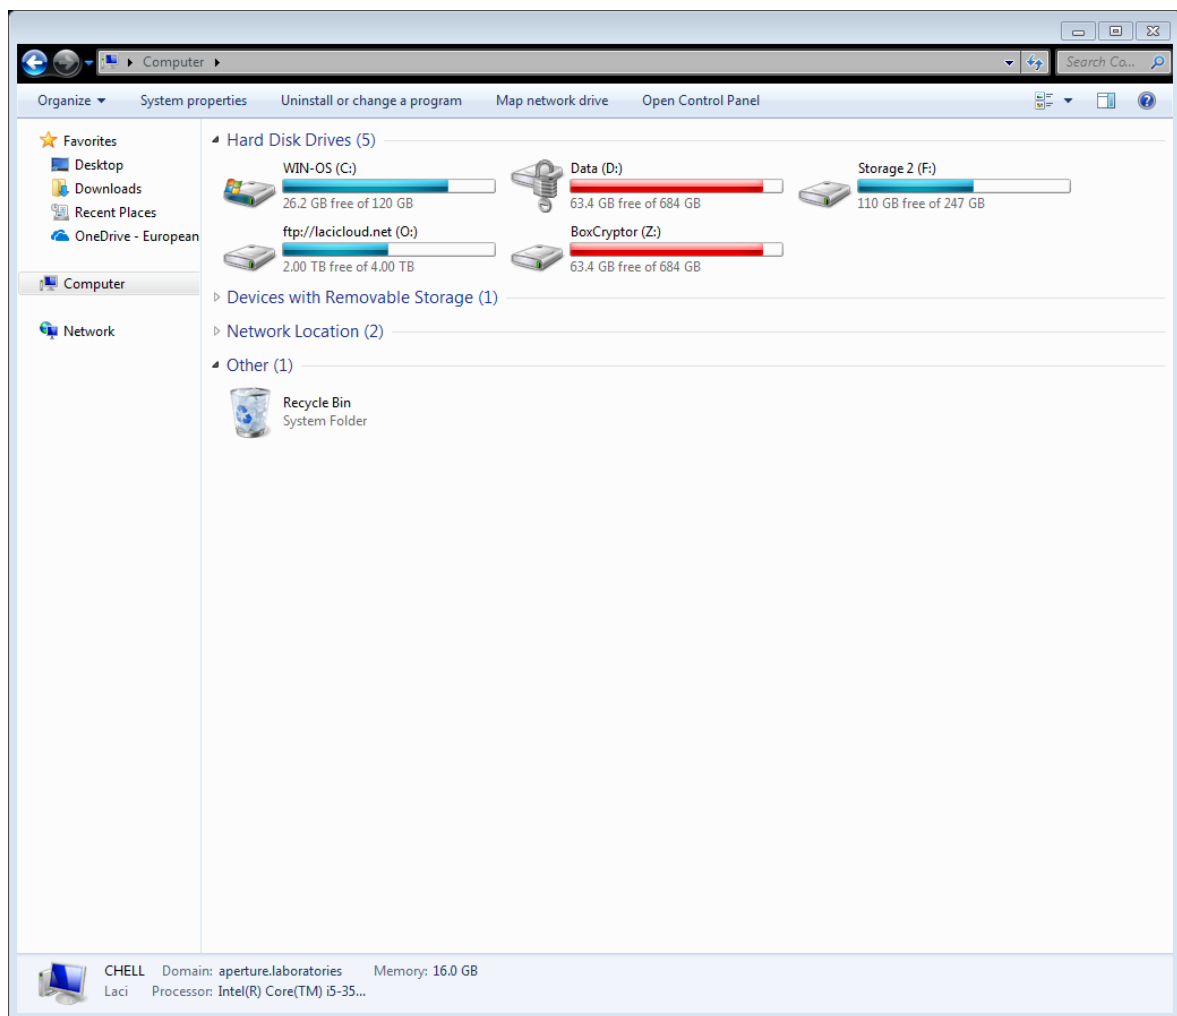 Computer
Search Co...
Organize System properties Uninstall or change a program Map network drive Open Control Panel
Favorites
Desktop
Downloads
Recent Places
OneDrive - European
Computer
Network
Hard Disk Drives (5)
WIN-OS (C:)
26.2 GB free of 120 GB
Data (D:)
63.4 GB free of 684 GB
Storage 2 (F:)
110 GB free of 247 GB
ftp://lacicloud.net (O:)
2.00 TB free of 4.00 TB
BoxCryptor (Z:)
63.4 GB free of 684 GB
Devices with Removable Storage (1)
Network Location (2)
Other (1)
Recycle Bin
System Folder
CHELL Domain: aperture.laboratories Memory: 16.0 GB
Laci Processor: Intel(R) Core(TM) i5-35...